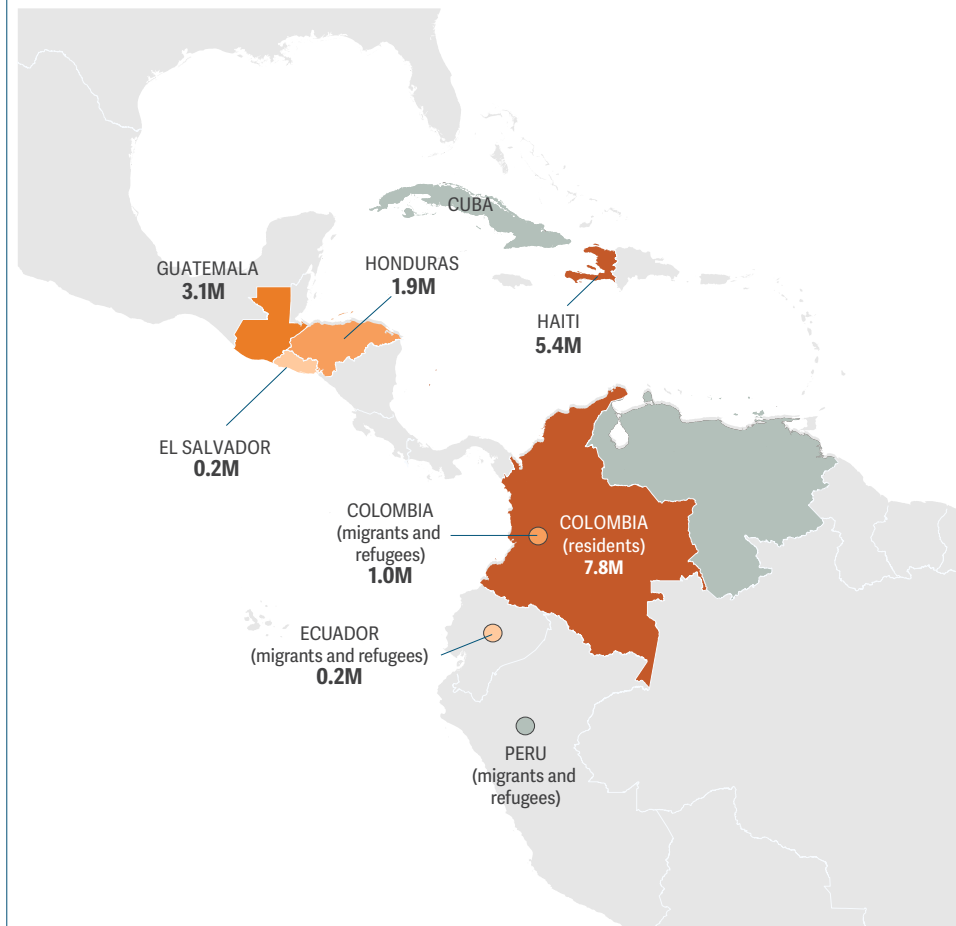 CUBA
GUATEMALA
3.1M
HONDURAS
1.9M
HAITI
5.4M
EL SALVADOR
0.2M
COLOMBIA
(migrants and
refugees)
1.0M
COLOMBIA
(residents)
7.8M
ECUADOR
(migrants and refugees)
0.2M
PERU
(migrants and
refugees)